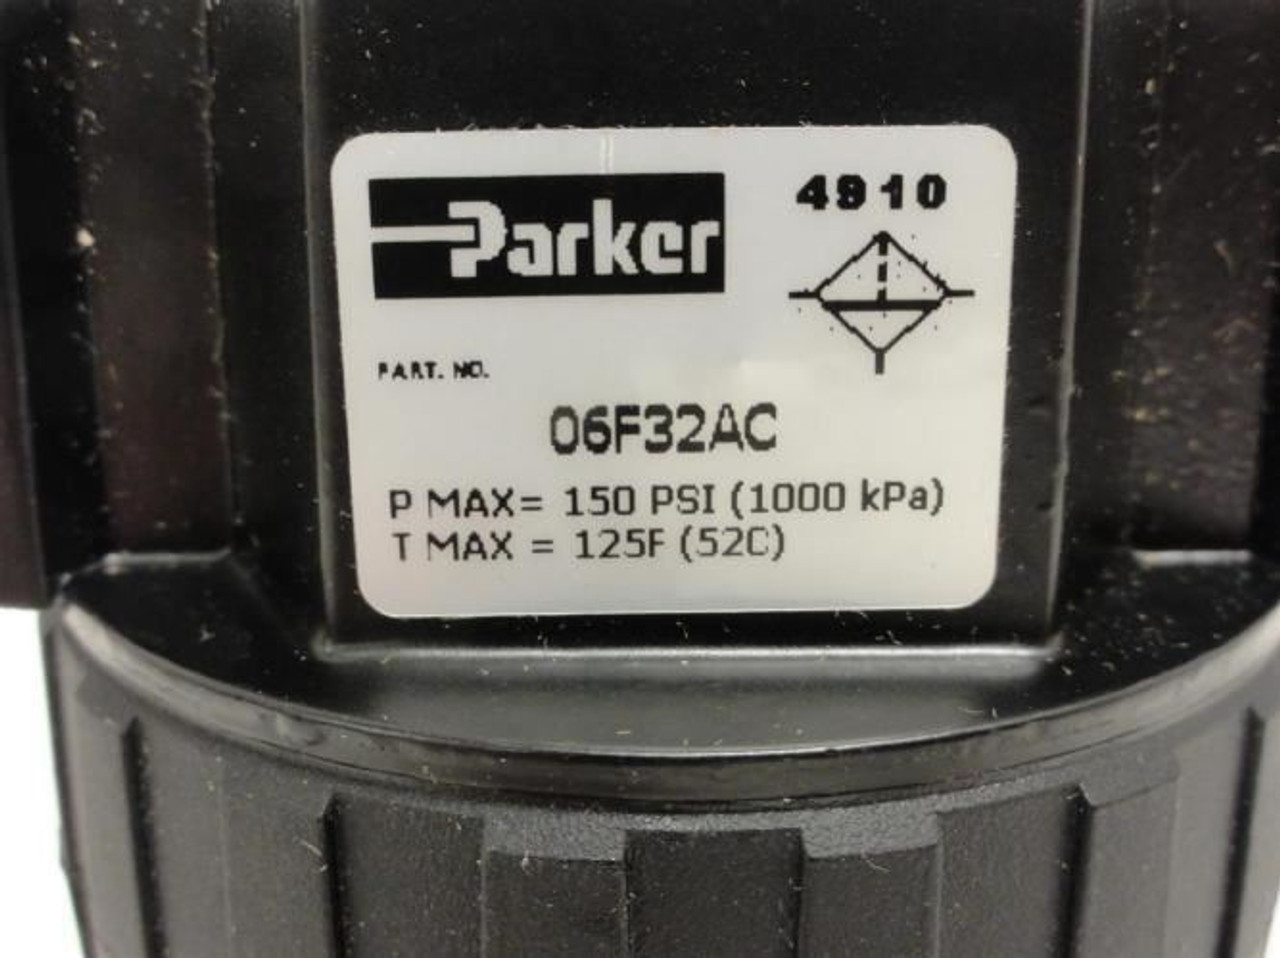 Parker
4910
PART. NO.
06F32AC
P MAX= 150 PSI (1000 kPa)
T MAX = 125F (52C)